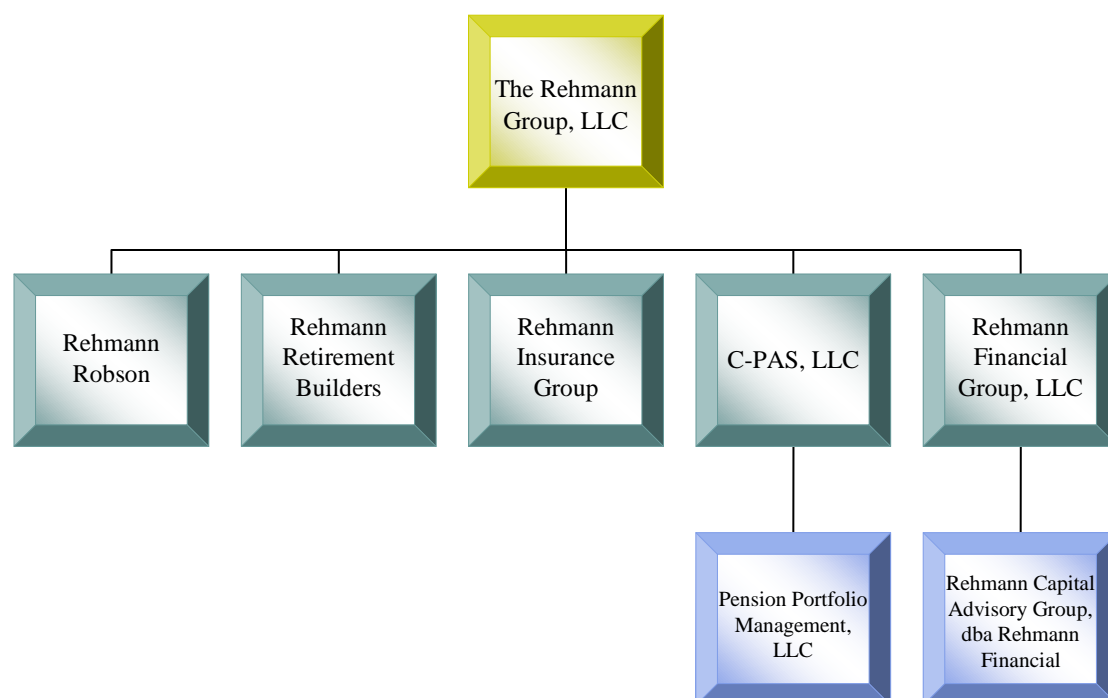 The Rehmann
Group, LLC
Rehmann
Robson
Rehmann
Retirement
Builders
Rehmann
Insurance
Group
C-PAS, LLC
Rehmann
Financial
Group, LLC
Pension Portfolio
Management,
LLC
Rehmann Capital
Advisory Group,
dba Rehmann
Financial